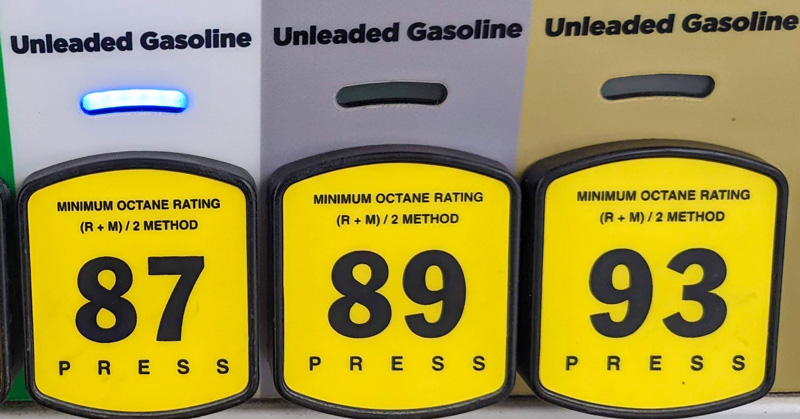 Unleaded Gasoline
MINIMUM OCTANE RATING
(R + M) / 2 METHOD
87
PRESS
Unleaded Gasoline
MINIMUM OCTANE RATING
(R + M) / 2 METHOD
89
PRESS
Unleaded Gasoline
MINIMUM OCTANE RATING
(R + M) / 2 METHOD
93
PRESS